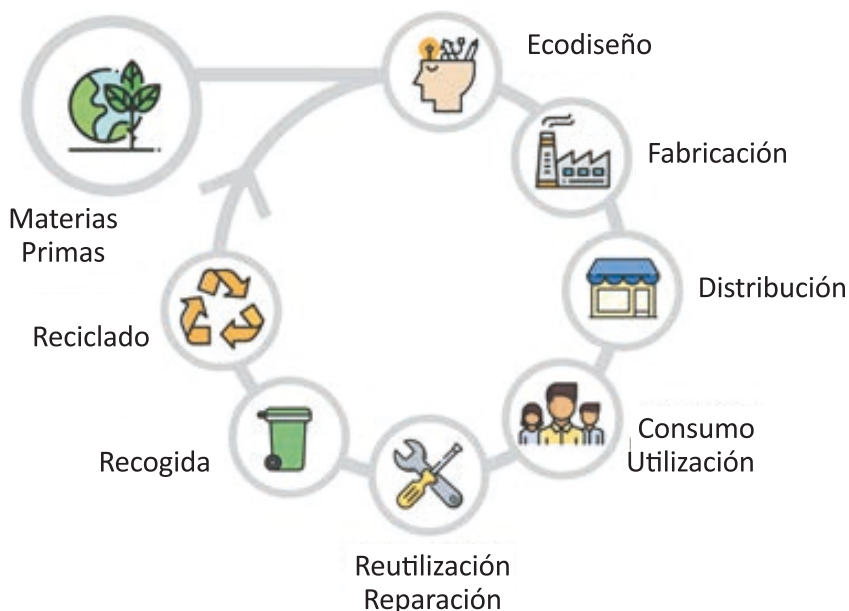 Ecodiseño
Fabricación
Distribución
Consumo
Utilización
Reutilización
Reparación
Recogida
Reciclado
Materias
Primas